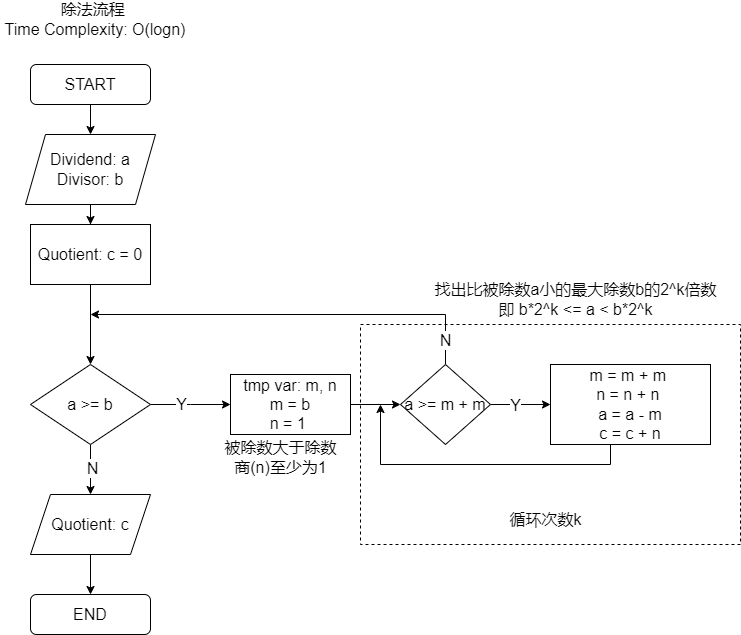 除法流程
Time Complexity: O(logn)
START
Dividend: a
Divisor: b
Quotient: c = 0
找出比被除数a小的最大除数b的2^k倍数
即 b*2^k <= a < b*2^k
N
a >= b
Y
tmp var: m, n
m = b
n = 1
a >= m + m
Y
m = m + m
n = n + n
a = a - m
c = c + n
被除数大于除数
商(n)至少为1
N
Quotient: c
循环次数k
END